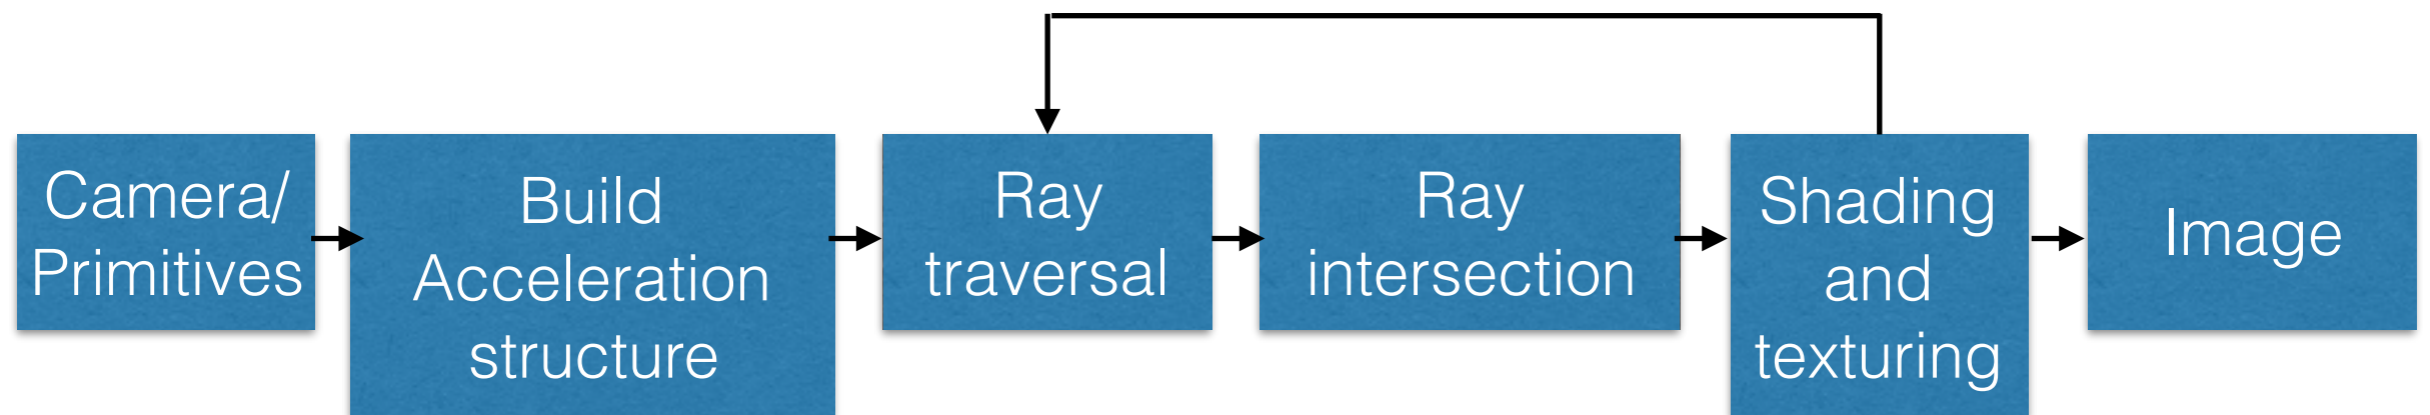 Camera/
Primitives
Build
Acceleration
structure
Ray
traversal
Ray
intersection
Shading
and
texturing
Image